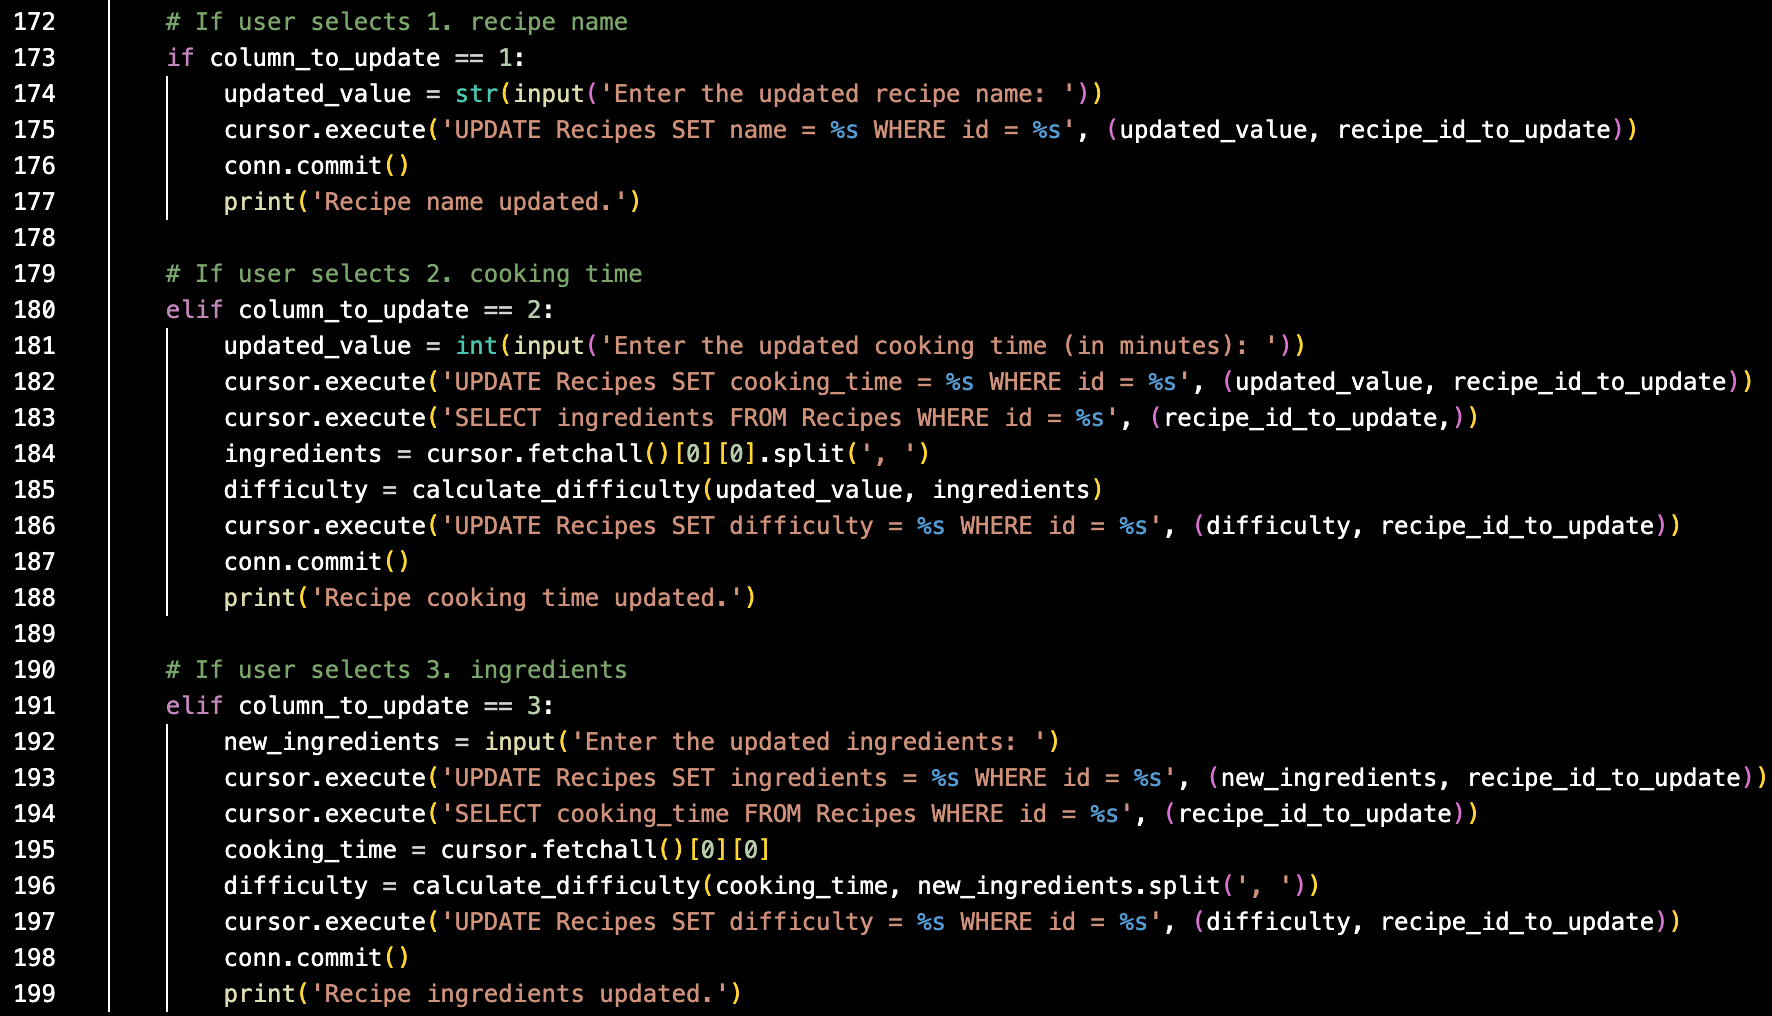 172 # If user selects 1. recipe name
173 if column_to_update == 1:
174 updated_value = str(input('Enter the updated recipe name: '))
175 cursor.execute('UPDATE Recipes SET name = %s WHERE id = %s', (updated_value, recipe_id_to_update))
176 conn.commit()
177 print('Recipe name updated.')
178
179 # If user selects 2. cooking time
180 elif column_to_update == 2:
181 updated_value = int(input('Enter the updated cooking time (in minutes): '))
182 cursor.execute('UPDATE Recipes SET cooking_time = %s WHERE id = %s', (updated_value, recipe_id_to_update))
183 cursor.execute('SELECT ingredients FROM Recipes WHERE id = %s', (recipe_id_to_update,))
184 ingredients = cursor.fetchall()[0][0].split(', ')
185 difficulty = calculate_difficulty(updated_value, ingredients)
186 cursor.execute('UPDATE Recipes SET difficulty = %s WHERE id = %s', (difficulty, recipe_id_to_update))
187 conn.commit()
188 print('Recipe cooking time updated.')
189
190 # If user selects 3. ingredients
191 elif column_to_update == 3:
192 new_ingredients = input('Enter the updated ingredients: ')
193 cursor.execute('UPDATE Recipes SET ingredients = %s WHERE id = %s', (new_ingredients, recipe_id_to_update))
194 cursor.execute('SELECT cooking_time FROM Recipes WHERE id = %s', (recipe_id_to_update))
195 cooking_time = cursor.fetchall()[0][0]
196 difficulty = calculate_difficulty(cooking_time, new_ingredients.split(', '))
197 cursor.execute('UPDATE Recipes SET difficulty = %s WHERE id = %s', (difficulty, recipe_id_to_update))
198 conn.commit()
199 print('Recipe ingredients updated.')